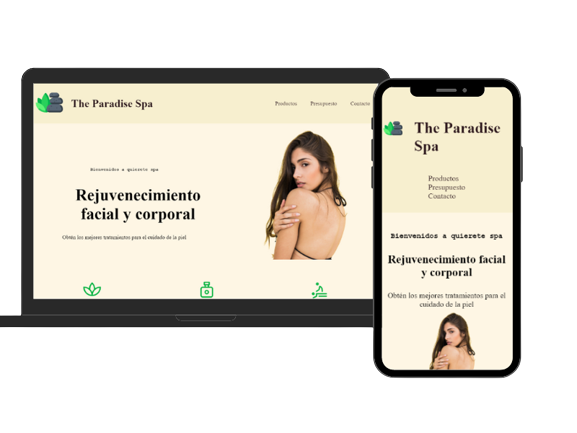 The Paradise Spa
Productos Presupuesto Contacto
Bienvenidos a quierete spa
Rejuvenecimiento
facial y corporal
Obtén los mejores tratamientos para el cuidado de la piel
The Paradise
Spa
Productos
Presupuesto
Contacto
Bienvenidos a quierete spa
Rejuvenecimiento facial
y corporal
Obtén los mejores tratamientos para el
cuidado de la piel